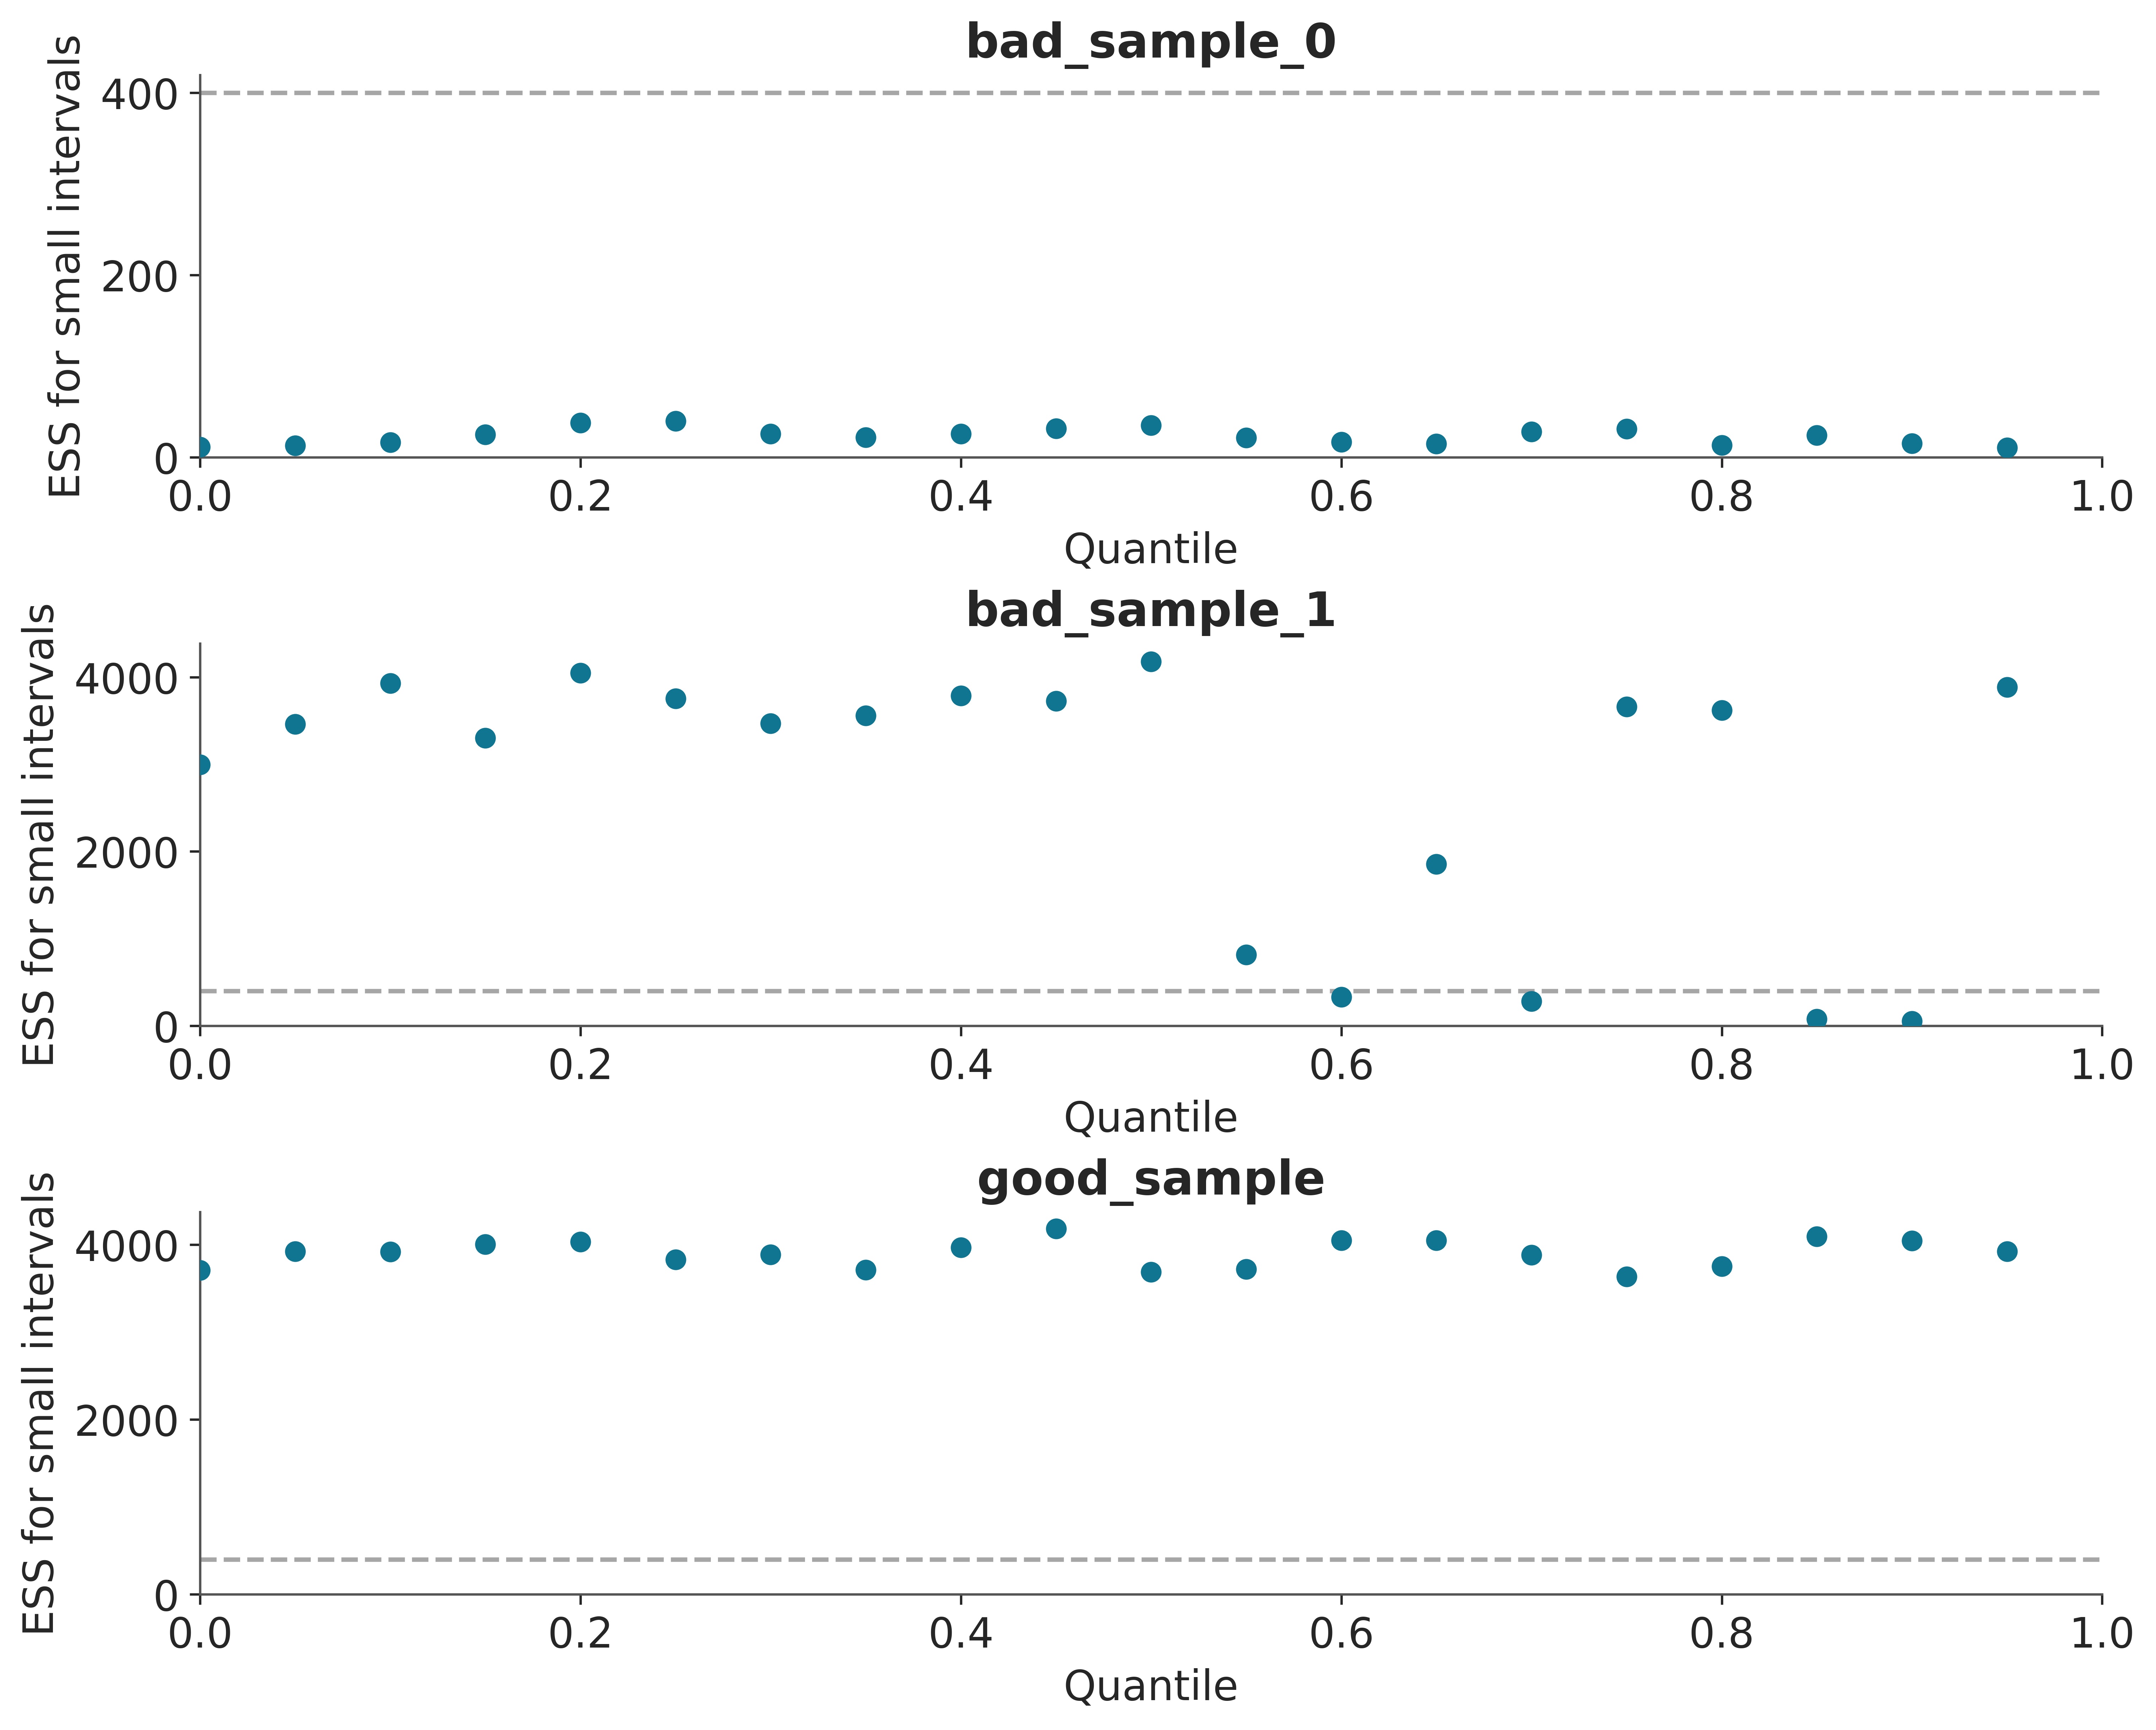 bad_sample_0
ESS for small intervals
400
200
0
0.0 0.2 0.4 0.6 0.8 1.0
Quantile
bad_sample_1
ESS for small intervals
4000
2000
0
0.0 0.2 0.4 0.6 0.8 1.0
Quantile
good_sample
ESS for small intervals
4000
2000
0
0.0 0.2 0.4 0.6 0.8 1.0
Quantile